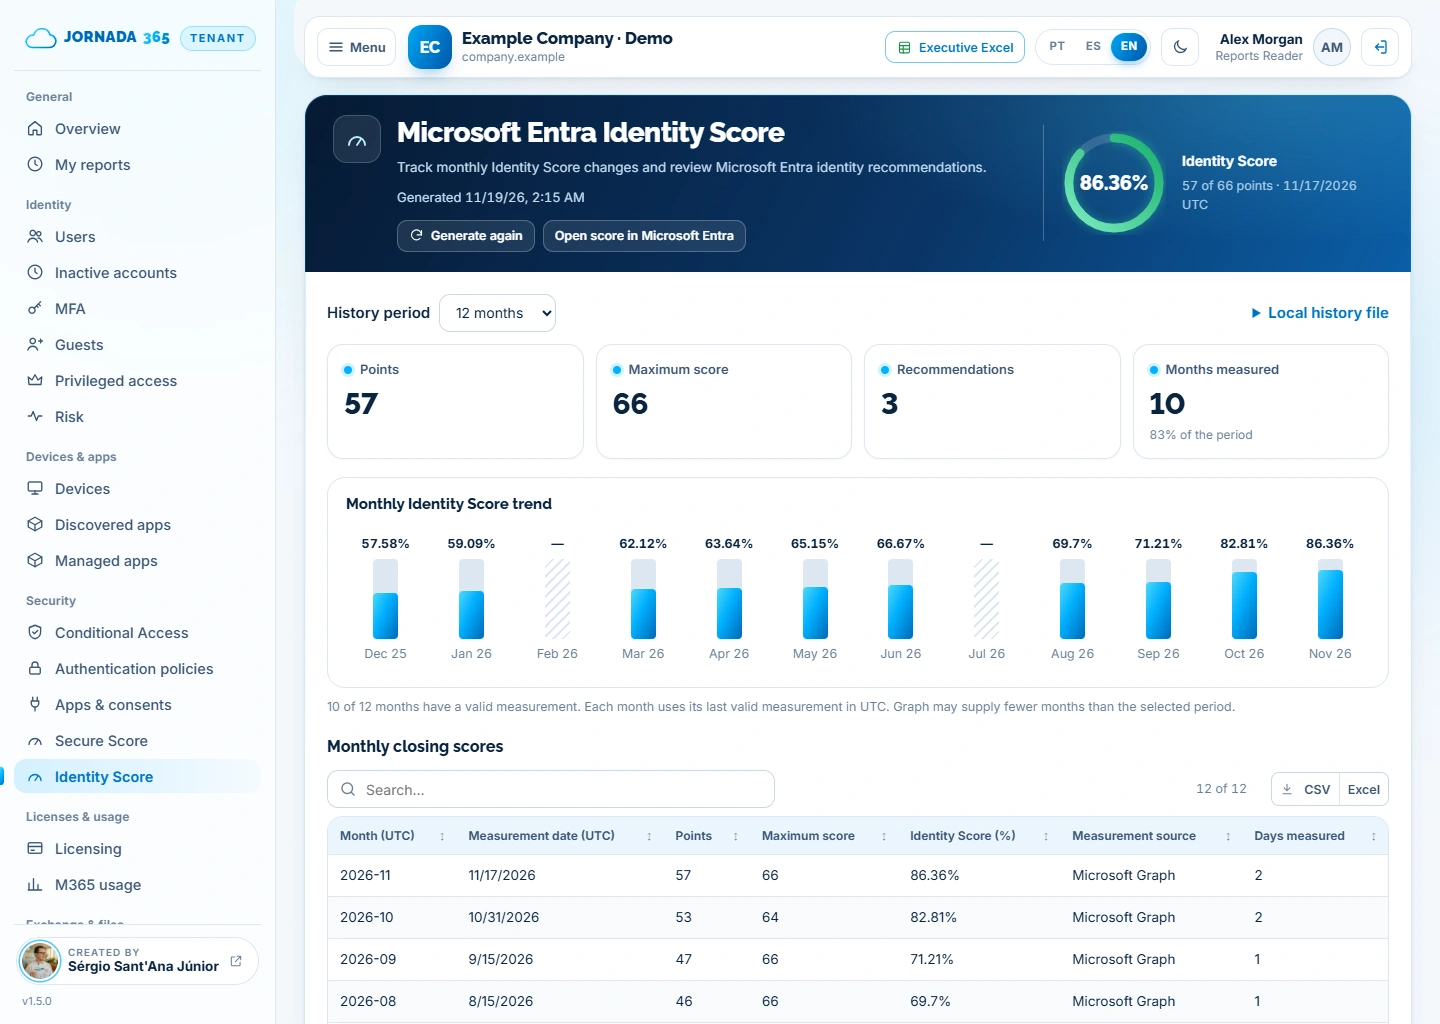 JORNADA 365 TENANT
General
Overview
My reports
Identity
Users
Inactive accounts
MFA
Guests
Privileged access
Risk
Devices & apps
Devices
Discovered apps
Managed apps
Security
Conditional Access
Authentication policies
Apps & consents
Secure Score
Identity Score
Licenses & usage
Licensing
M365 usage
Exchange & files
CREATED BY
Sérgio Sant'Ana Júnior
v1.5.0
Menu
EC
Example Company · Demo
company.example
Executive Excel
PT ES EN
Alex Morgan
Reports Reader
AM
Microsoft Entra Identity Score
Track monthly Identity Score changes and review Microsoft Entra identity recommendations.
Generated 11/19/26, 2:15 AM
Generate again
Open score in Microsoft Entra
86.36%
Identity Score
57 of 66 points · 11/17/2026
UTC
History period
12 months
Local history file
Points
57
Maximum score
66
Recommendations
3
Months measured
10
83% of the period
Monthly Identity Score trend
57.58% 59.09% — 62.12% 63.64% 65.15% 66.67% — 69.7% 71.21% 82.81% 86.36%
Dec 25 Jan 26 Feb 26 Mar 26 Apr 26 May 26 Jun 26 Jul 26 Aug 26 Sep 26 Oct 26 Nov 26
10 of 12 months have a valid measurement. Each month uses its last valid measurement in UTC. Graph may supply fewer months than the selected period.
Monthly closing scores
Search...
12 of 12
CSV Excel
Month (UTC) Measurement date (UTC) Points Maximum score Identity Score (%) Measurement source Days measured
2026-11 11/17/2026 57 66 86.36% Microsoft Graph 2
2026-10 10/31/2026 53 64 82.81% Microsoft Graph 2
2026-09 9/15/2026 47 66 71.21% Microsoft Graph 1
2026-08 8/15/2026 46 66 69.7% Microsoft Graph 1